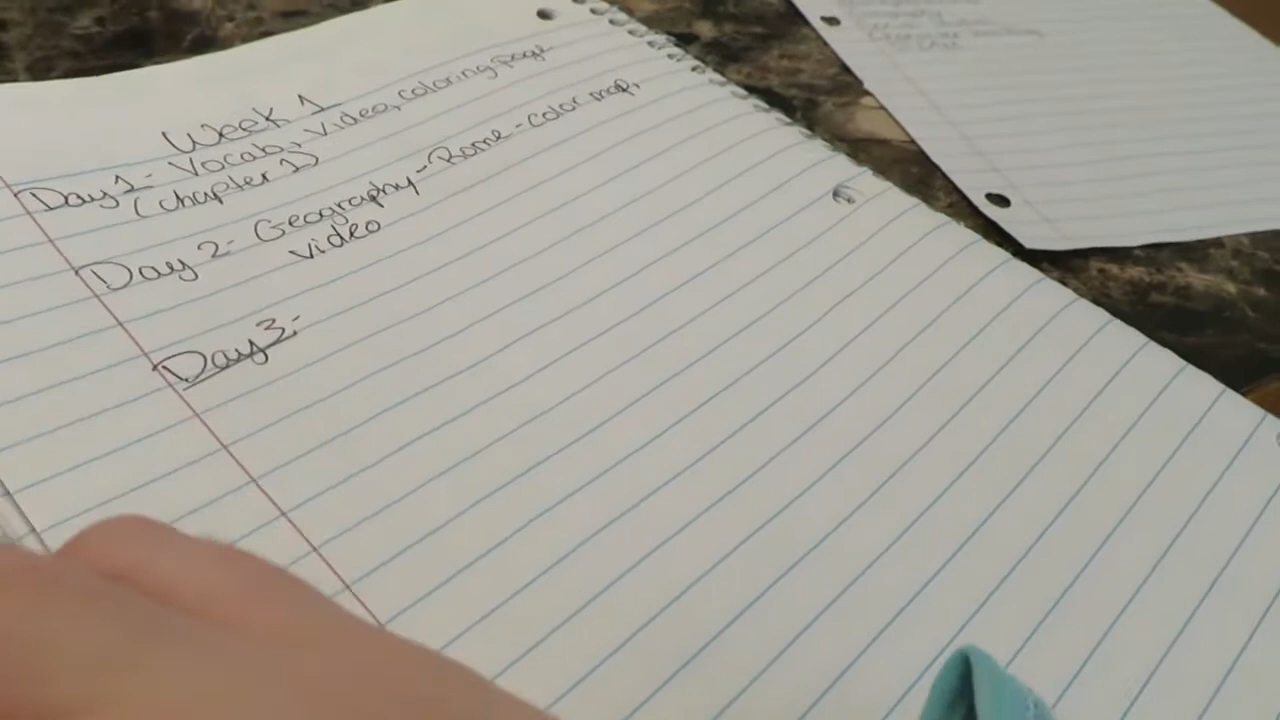 Week 1
Day 1- Vocab, Video, coloring page
(chapter 1)
Day 2- Geography-Rome-color map,
video
Day 3-